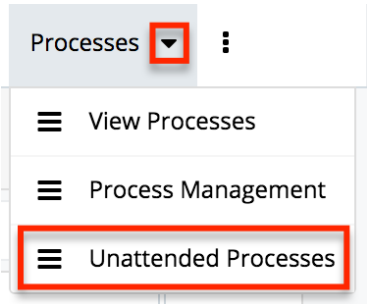 Processes
View Processes
Process Management
Unattended Processes